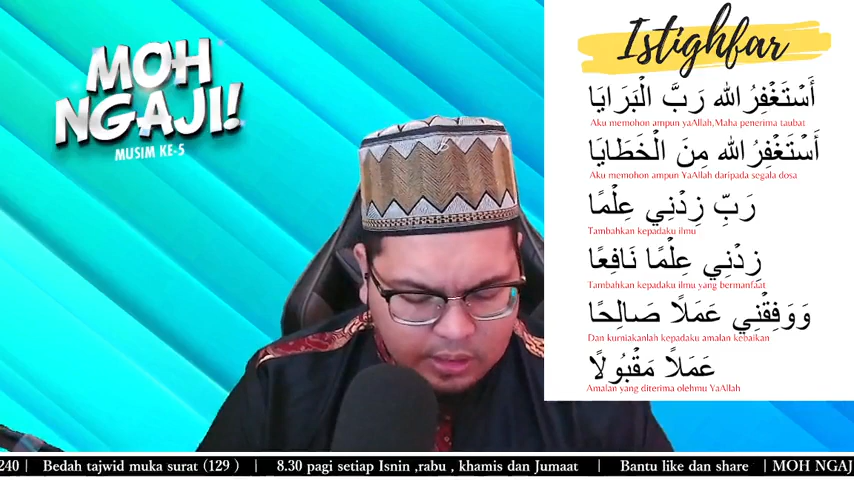 MOH
NGAJI!
MUSIM KE-5
Istighfar
أَسْتَغْفِرُالله رَبَّ الْبَرَايَا
Aku memohon ampun yaAllah,Maha penerima taubat
أَسْتَغْفِرُالله مِنَ الْخَطَايَا
Aku memohon ampun YaAllah daripada segala dosa
رَبِّ زِدْنِي عِلْمًا
Tambahkan kepadaku ilmu
زِدْنِي عِلْمًا نَافِعًا
Tambahkan kepadaku ilmu yang bermanfaat
وَوَفِقْنِي عَمَلًا صَالِحًا
Dan kurniakanlah kepadaku amalan kebaikan
عَمَلًا مَقْبُولًا
Amalan yang diterima olehmu YaAllah
240 | Bedah tajwid muka surat (129 ) | 8.30 pagi setiap Isnin ,rabu , khamis dan Jumaat | Bantu like dan share | MOH NGAJ